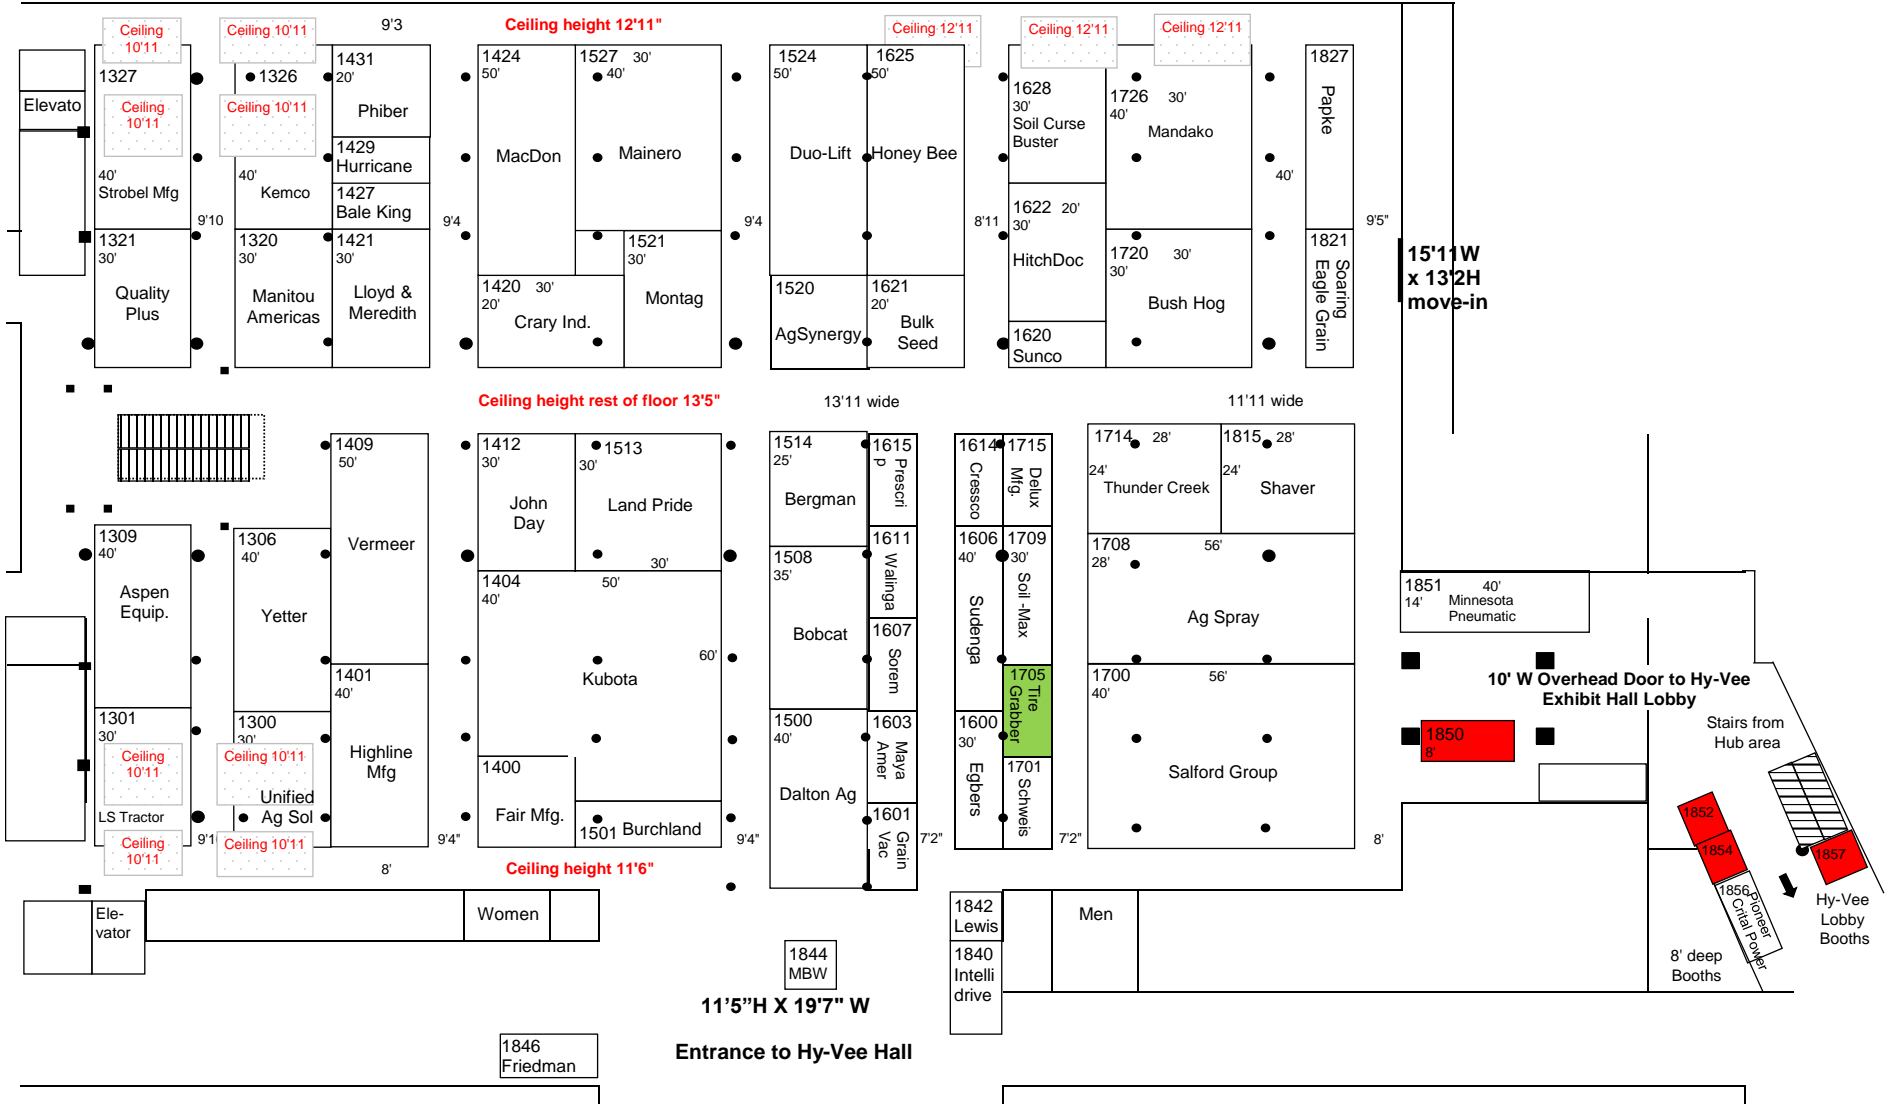 Ceiling
10'11
Ceiling 10'11
9'3
Ceiling height 12'11"
Ceiling 12'11
Ceiling 12'11
Ceiling 12'11
Elevato
1327
Ceiling
10'11
40'
Strobel Mfg
1326
Ceiling 10'11
40'
Kemco
1431
20'
Phiber
1429
Hurricane
1427
Bale King
1424
50'
MacDon
1527
30'
40'
Mainero
1524
50'
Duo-Lift
1625
50'
Honey Bee
1628
30'
Soil Curse
Buster
1726
30'
40'
Mandako
40'
1827
Papke
9'10
9'4
9'4
8'11
9'5"
1321
30'
Quality
Plus
1320
30'
Manitou
Americas
1421
30'
Lloyd &
Meredith
1420
30'
20'
Crary Ind.
1521
30'
Montag
1520
AgSynergy
1621
20'
Bulk
Seed
1622
20'
30'
HitchDoc
1620
Sunco
1720
30'
30'
Bush Hog
1821
Soaring
Eagle Grain
15'11W
x 13'2H
move-in
Ceiling height rest of floor 13'5"
13'11 wide
11'11 wide
1409
50'
Vermeer
1412
30'
John
Day
1513
30'
Land Pride
30'
1514
25'
Bergman
1615
Prescri
p
1614
Cressco
1715
Delux
Mfg.
1714
28'
24'
Thunder Creek
1815
28'
24'
Shaver
1309
40'
Aspen
Equip.
1306
40'
Yetter
1404
50'
40'
60'
Kubota
1508
35'
Bobcat
1611
Walinga
1607
Sorem
1606
40'
Sudenga
1709
30'
Soil -Max
1708
56'
28'
Ag Spray
1851
40'
14'
Minnesota
Pneumatic
1301
30'
Ceiling
10'11
LS Tractor
Ceiling
10'11
9'1
1300
30'
Ceiling 10'11
Unified
Ag Sol
Ceiling 10'11
1401
40'
Highline
Mfg
8'
9'4"
1400
Fair Mfg.
1501 Burchland
9'4"
Ceiling height 11'6"
1500
40'
Dalton Ag
1603
Maya
Amer
1601
Grain
Vac
7'2"
1600
30'
Egbers
1705
Tire
Grabber
1701
Schweis
7'2"
1700
56'
40'
Salford Group
8'
10' W Overhead Door to Hy-Vee
Exhibit Hall Lobby
1850
8'
Stairs from
Hub area
1852
1854
1857
1856
Pioneer
Crital Power
Hy-Vee
Lobby
Booths
8' deep
Booths
Ele-
vator
Women
1842
Lewis
Men
1844
MBW
1840
Intelli
drive
11’5”H X 19'7" W
1846
Friedman
Entrance to Hy-Vee Hall